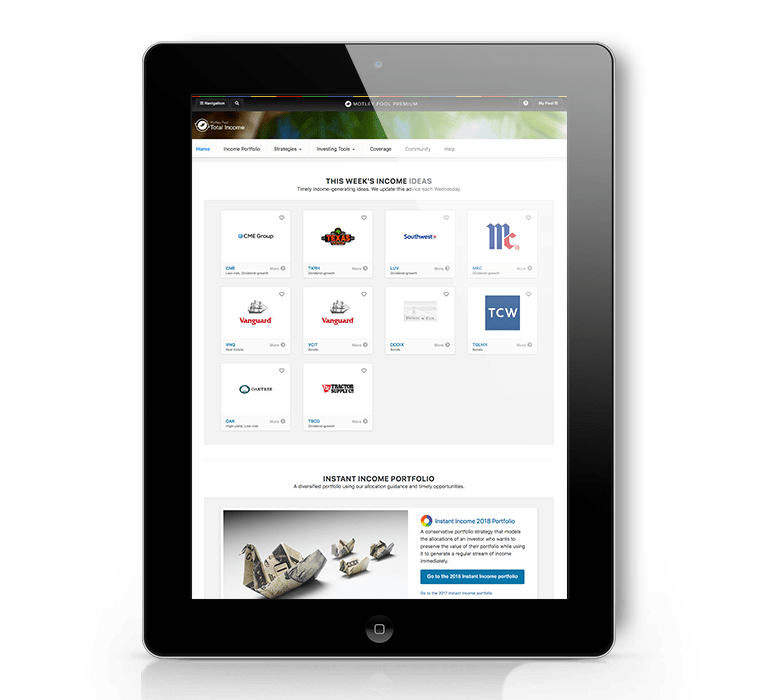 Navigation
MOTLEY FOOL PREMIUM
My Fool
Motley Fool
Total Income
Home Income Portfolio Strategies Investing Tools Coverage Community Help
THIS WEEK'S INCOME IDEAS
Timely income-generating ideas. We update this advice each Wednesday.
CME Group
TEXAS
Southwest
Mc
CME More
Low-risk, Dividend-growth
TXRH More
Dividend-growth
LUV More
Dividend-growth
MKC More
Dividend-growth
Vanguard
Vanguard
TCW
VNQ More
Real Estate
VCIT More
Bonds
DODIX More
Bonds
TGLMX More
Bonds
OAKTREE
TRACTOR
SUPPLY CO
OAK More
High-yield, Low-risk
TSCO More
Dividend-growth
INSTANT INCOME PORTFOLIO
A diversified portfolio using our allocation guidance and timely opportunities.
Instant Income 2018 Portfolio
A conservative portfolio strategy that models
the allocations of an investor who wants to
preserve the value of their portfolio while using
it to generate a regular stream of income
immediately.
Go to the 2018 Instant Income portfolio
Go to the 2017 Instant Income portfolio